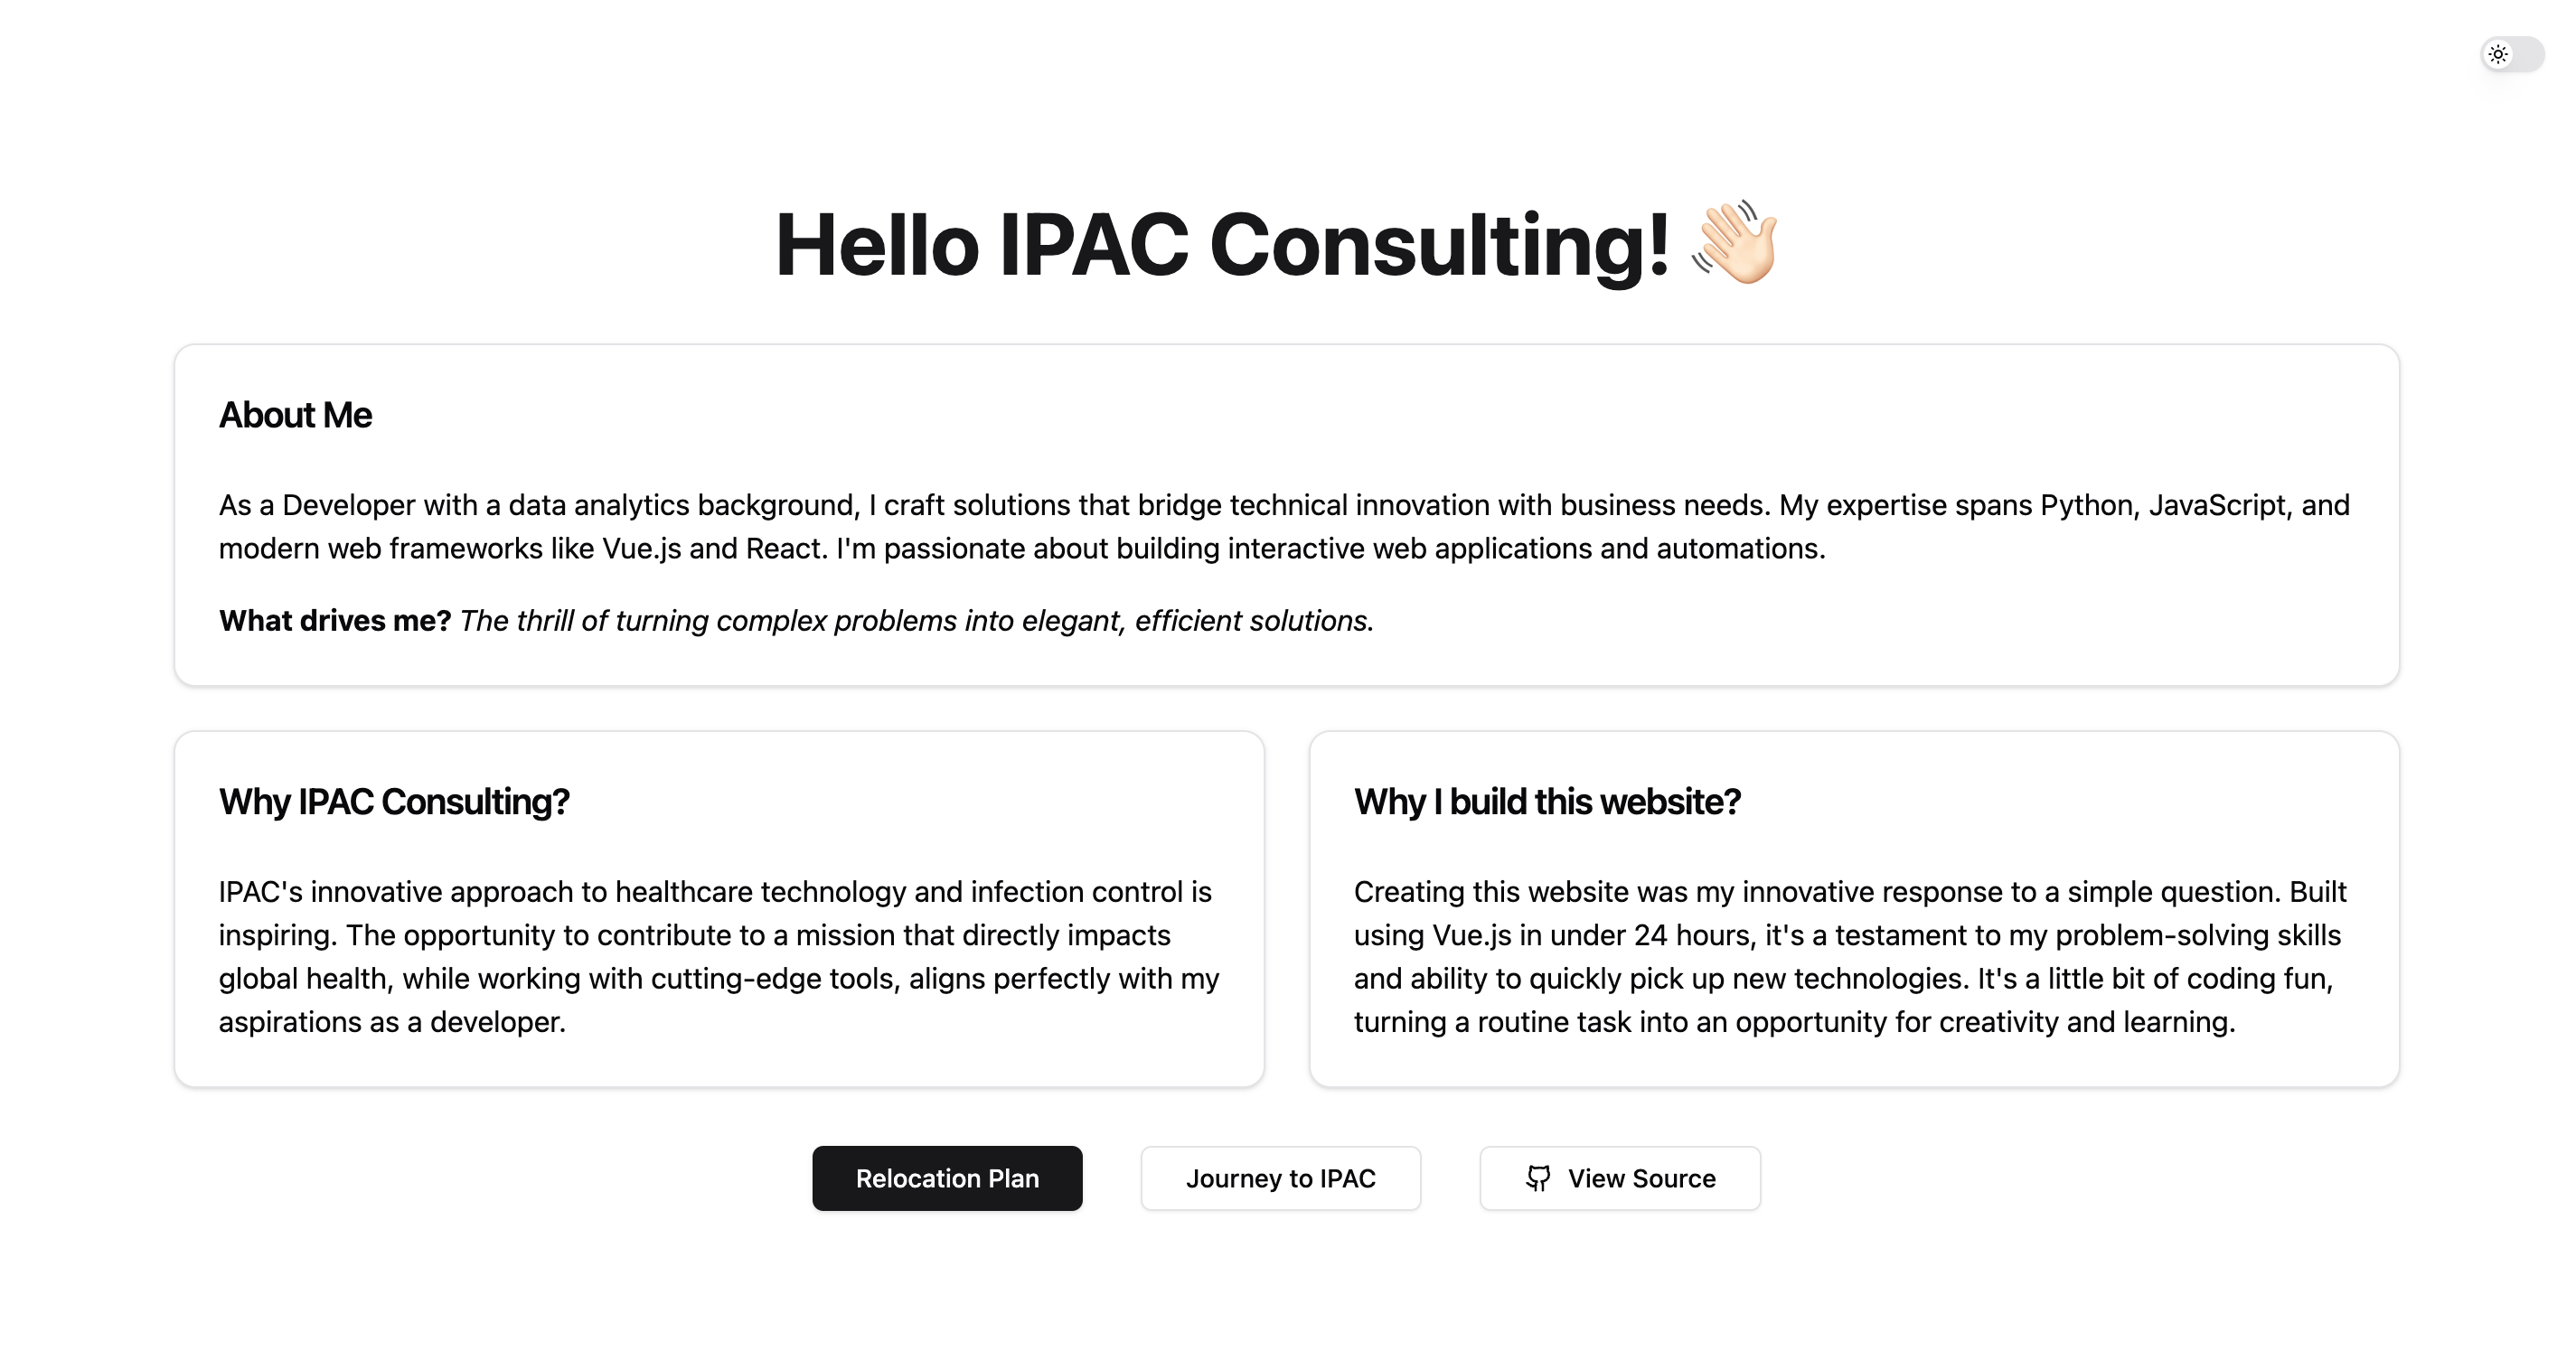 Hello IPAC Consulting! 👋🏻
About Me
As a Developer with a data analytics background, I craft solutions that bridge technical innovation with business needs. My expertise spans Python, JavaScript, and
modern web frameworks like Vue.js and React. I'm passionate about building interactive web applications and automations.
What drives me? The thrill of turning complex problems into elegant, efficient solutions.
Why IPAC Consulting?
IPAC's innovative approach to healthcare technology and infection control is
inspiring. The opportunity to contribute to a mission that directly impacts
global health, while working with cutting-edge tools, aligns perfectly with my
aspirations as a developer.
Why I build this website?
Creating this website was my innovative response to a simple question. Built
using Vue.js in under 24 hours, it's a testament to my problem-solving skills
and ability to quickly pick up new technologies. It's a little bit of coding fun,
turning a routine task into an opportunity for creativity and learning.
Relocation Plan
Journey to IPAC
View Source